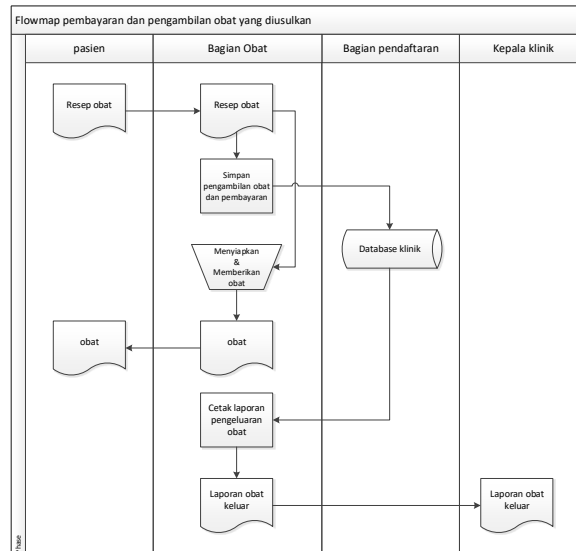 Flowmap pembayaran dan pengambilan obat yang diusulkan
pasien
Bagian Obat
Bagian pendaftaran
Kepala klinik
Resep obat
Resep obat
Simpan
pengambilan obat
dan pembayaran
Database klinik
Menyiapkan
&
Memberikan
obat
obat
obat
Cetak laporan
pengeluaran
obat
Laporan obat
keluar
Laporan obat
keluar